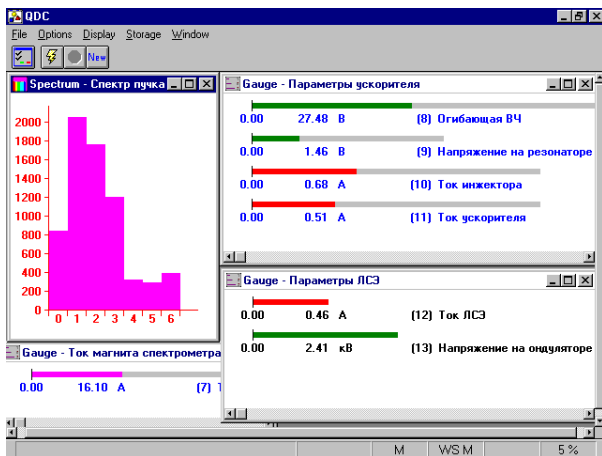 QDC
File Options Display Storage Window
New
Spectrum - Спектр пучка
2000
1800
1600
1400
1200
1000
800
600
400
200
0
0 1 2 3 4 5 6
Gauge - Ток магнита спектрометра
0.00 16.10 A (7)
Gauge - Параметры ускорителя
0.00 27.48 В (8) Огибающая ВЧ
0.00 1.46 В (9) Напряжение на резонаторе
0.00 0.68 А (10) Ток инжектора
0.00 0.51 А (11) Ток ускорителя
Gauge - Параметры ЛСЭ
0.00 0.46 А (12) Ток ЛСЭ
0.00 2.41 кВ (13) Напряжение на ондуляторе
M WS M 5 %